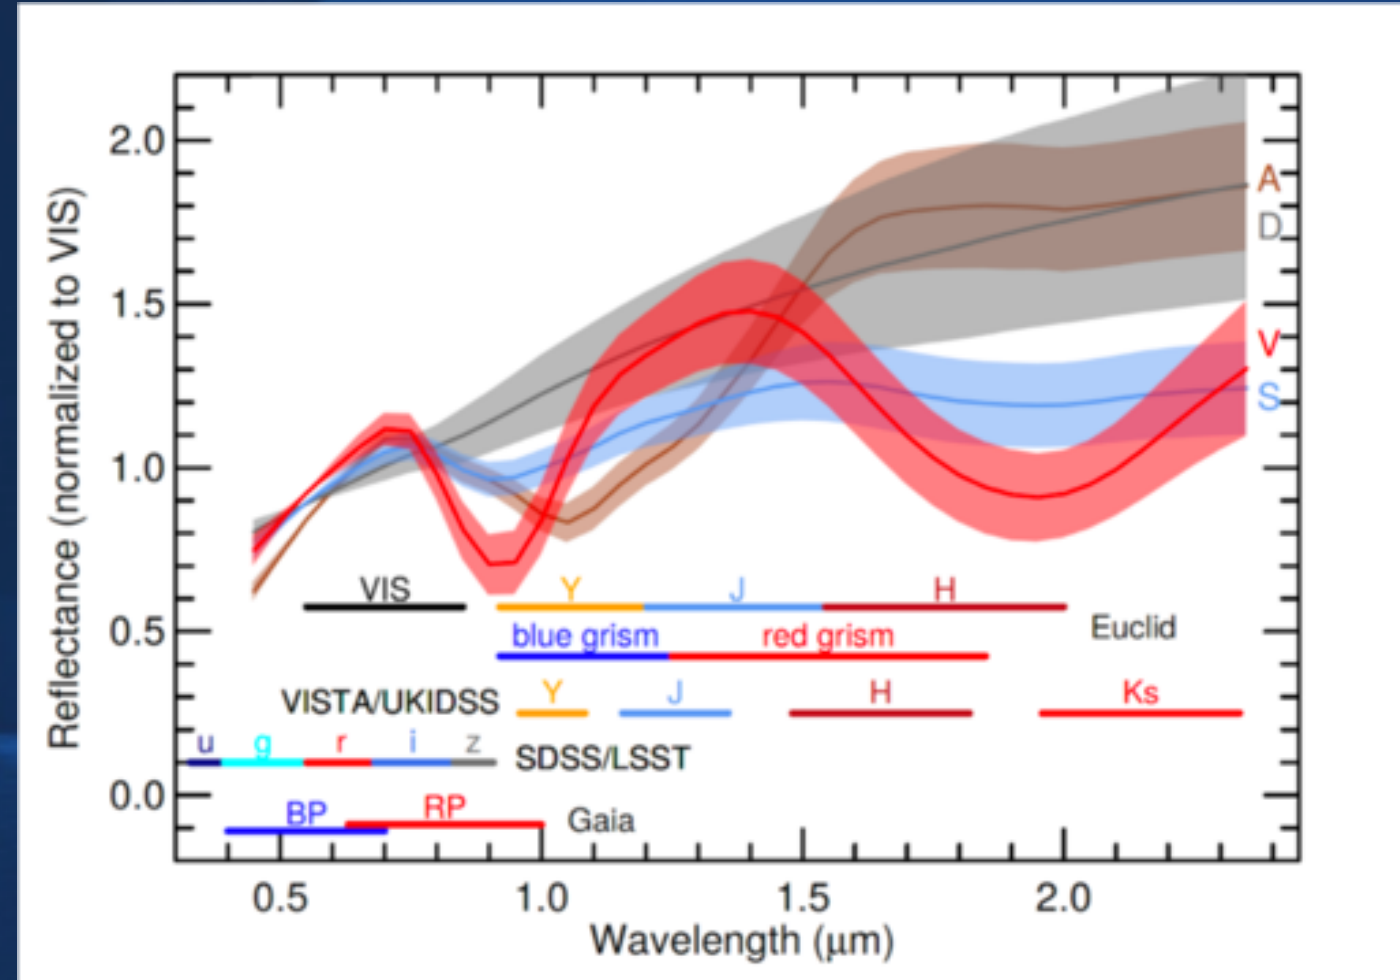 2.0
1.5
1.0
0.5
0.0
Reflectance (normalized to VIS)
A
D
V
S
VIS Y J H
Euclid
blue grism red grism
VISTA/UKIDSS Y J H Ks
u g r i z SDSS/LSST
BP RP Gaia
0.5 1.0 1.5 2.0
Wavelength (μm)